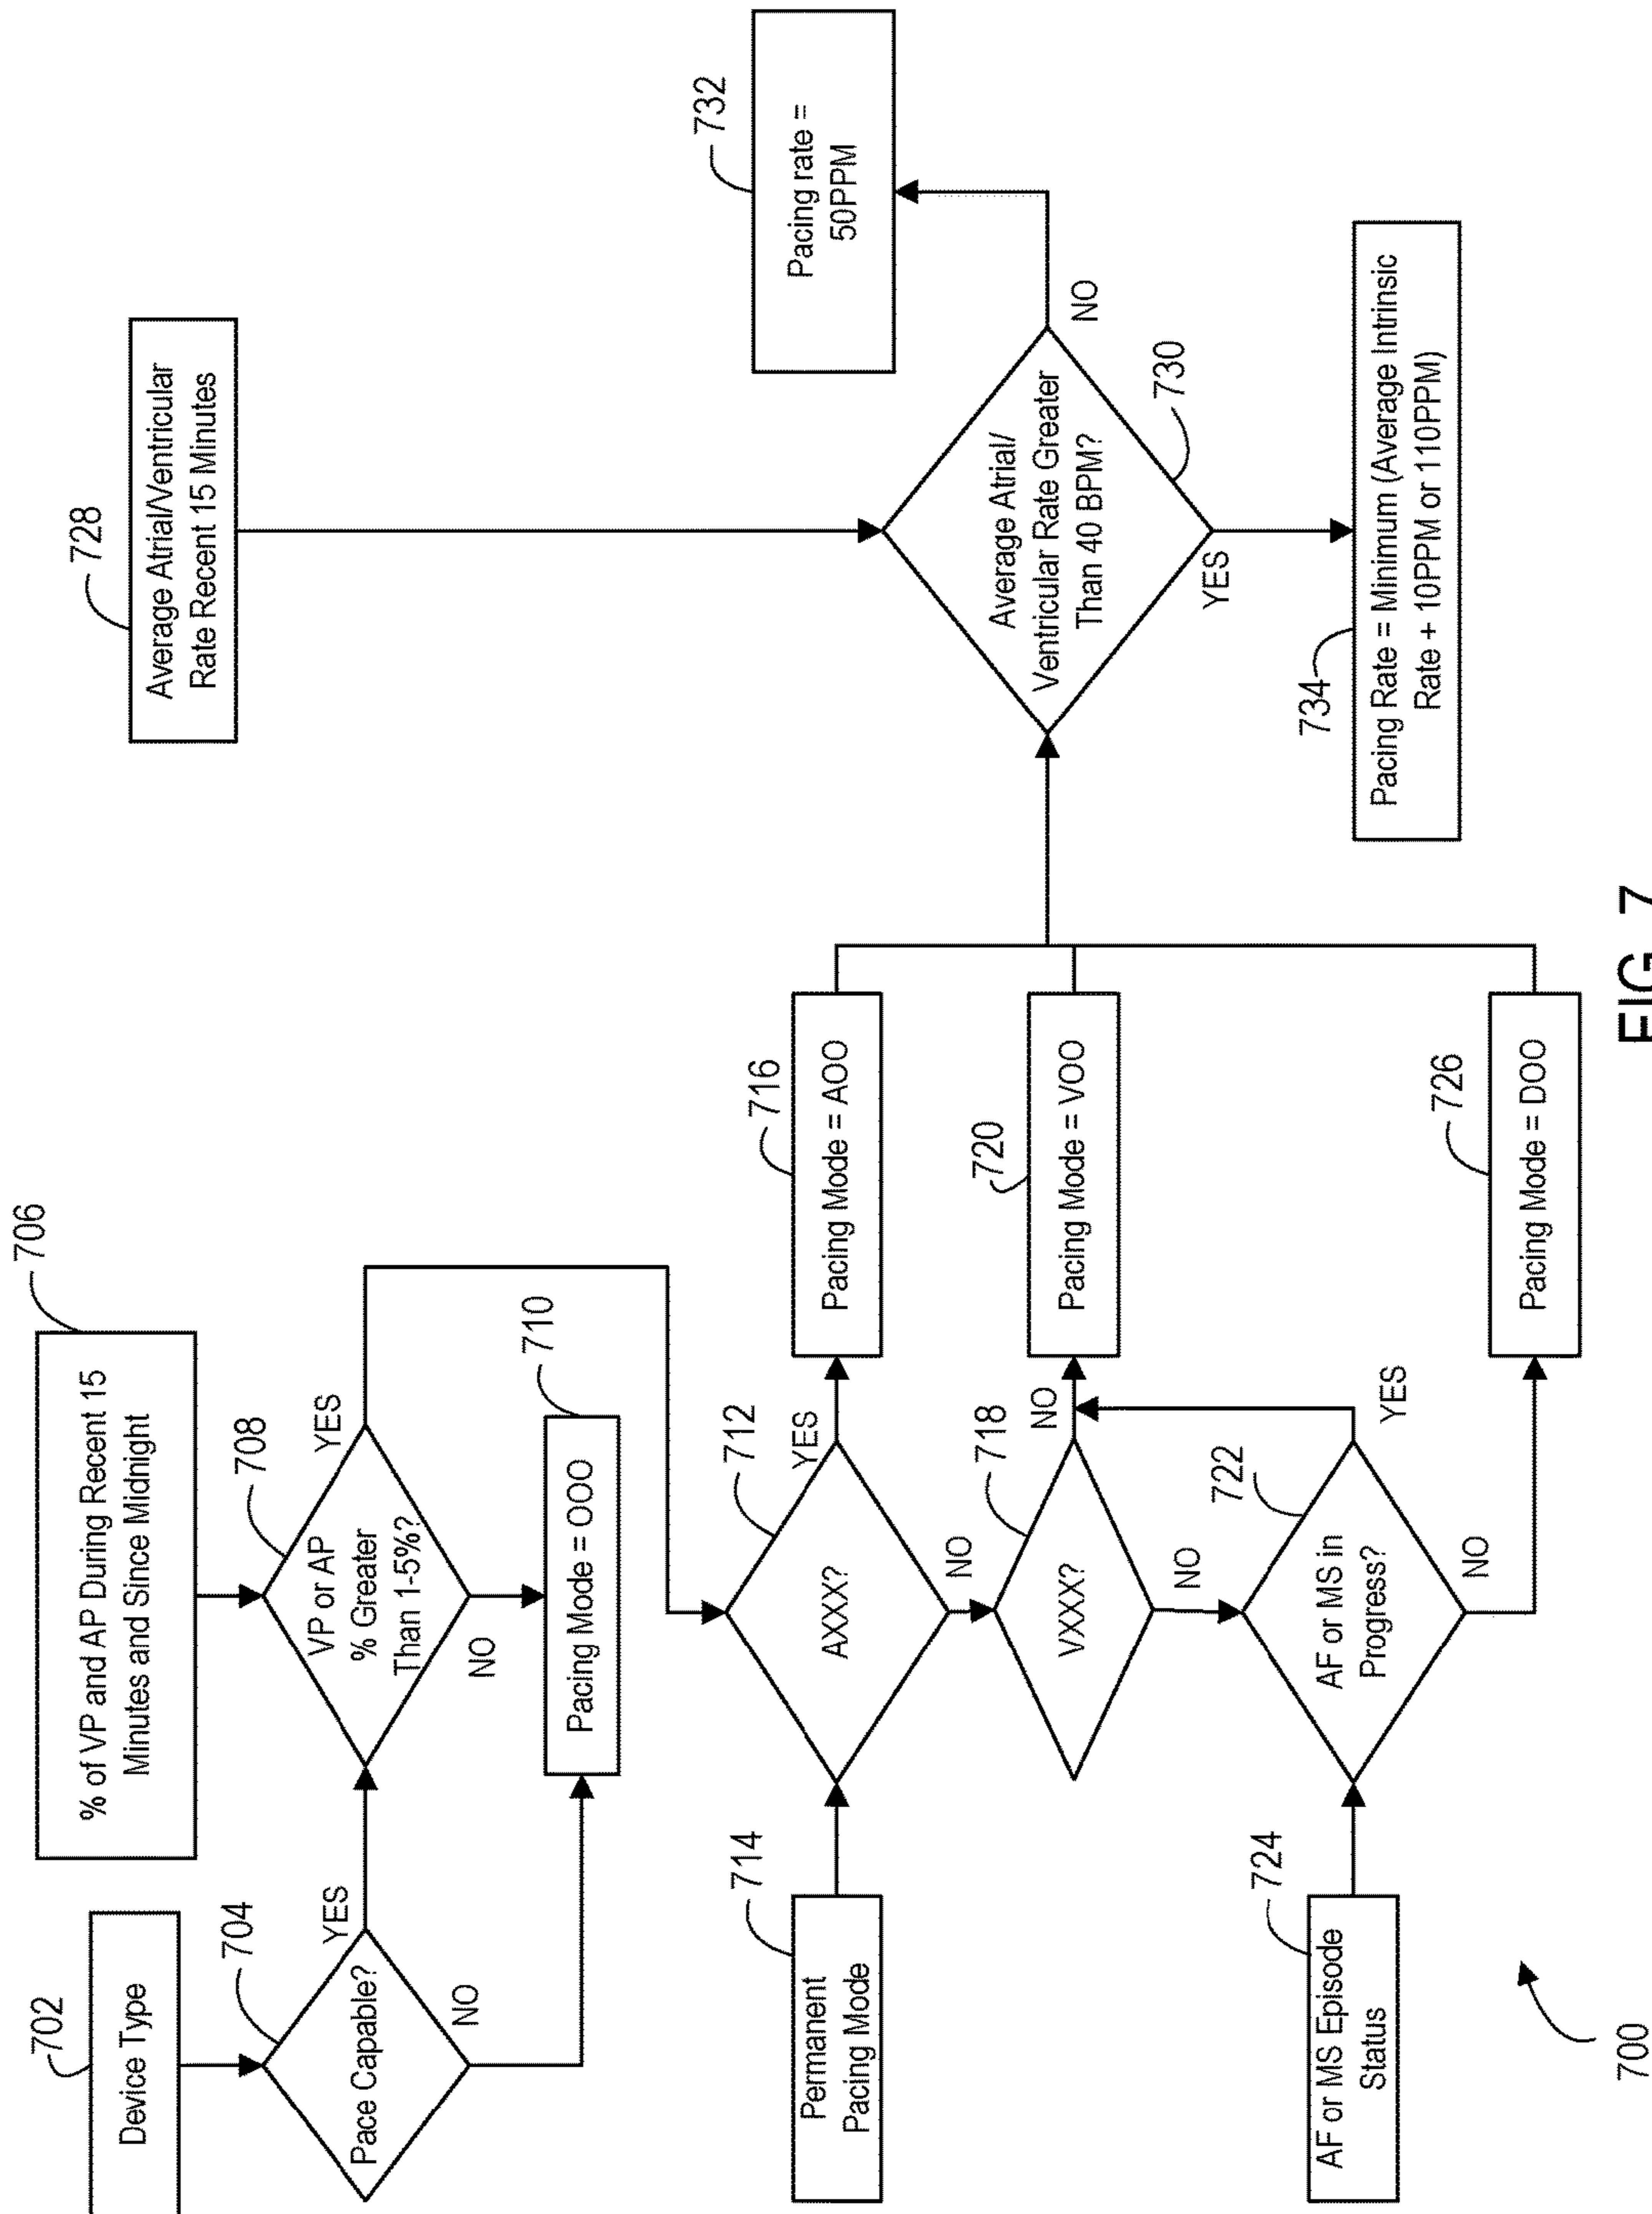 702
Device Type
704
Pace Capable?
YES
NO
706
% of VP and AP During Recent 15
Minutes and Since Midnight
708
VP or AP
% Greater
Than 1-5%?
YES
NO
710
Pacing Mode = OOO
714
Permanent
Pacing Mode
712
AXXX?
YES
NO
716
Pacing Mode = AOO
718
VXXX?
NO
NO
720
Pacing Mode = VOO
724
AF or MS Episode
Status
722
AF or MS in
Progress?
YES
NO
726
Pacing Mode = DOO
728
Average Atrial/Ventricular
Rate Recent 15 Minutes
730
Average Atrial/
Ventricular Rate Greater
Than 40 BPM?
NO
YES
732
Pacing rate =
50PPM
734
Pacing Rate = Minimum (Average Intrinsic
Rate + 10PPM or 110PPM)
700
FIG. 7